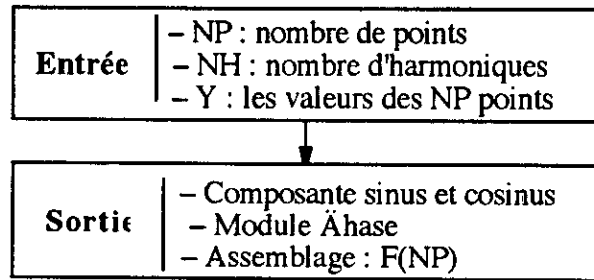 – NP : nombre de points
Entrée – NH : nombre d'harmoniques
– Y : les valeurs des NP points
– Composante sinus et cosinus
Sortie – Module Ähase
– Assemblage : F(NP)